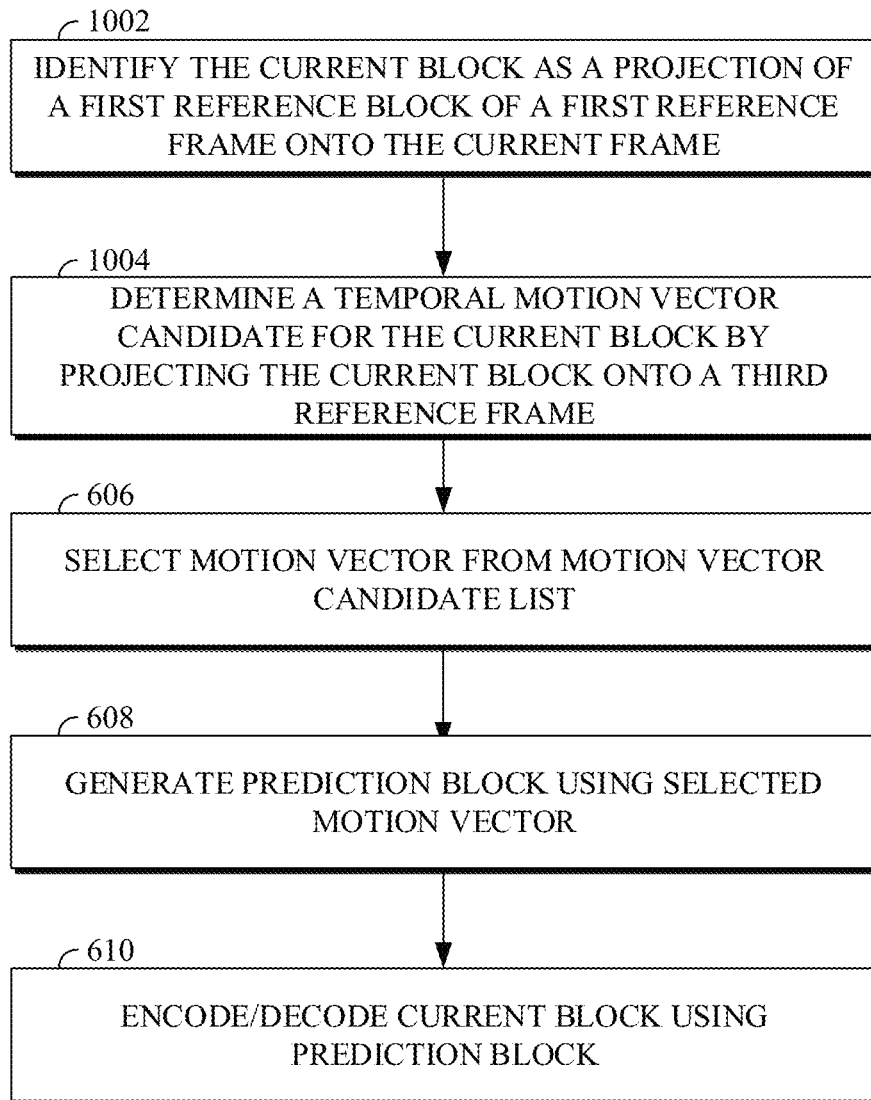 1002
IDENTIFY THE CURRENT BLOCK AS A PROJECTION OF
A FIRST REFERENCE BLOCK OF A FIRST REFERENCE
FRAME ONTO THE CURRENT FRAME
1004
DETERMINE A TEMPORAL MOTION VECTOR
CANDIDATE FOR THE CURRENT BLOCK BY
PROJECTING THE CURRENT BLOCK ONTO A THIRD
REFERENCE FRAME
606
SELECT MOTION VECTOR FROM MOTION VECTOR
CANDIDATE LIST
608
GENERATE PREDICTION BLOCK USING SELECTED
MOTION VECTOR
610
ENCODE/DECODE CURRENT BLOCK USING
PREDICTION BLOCK